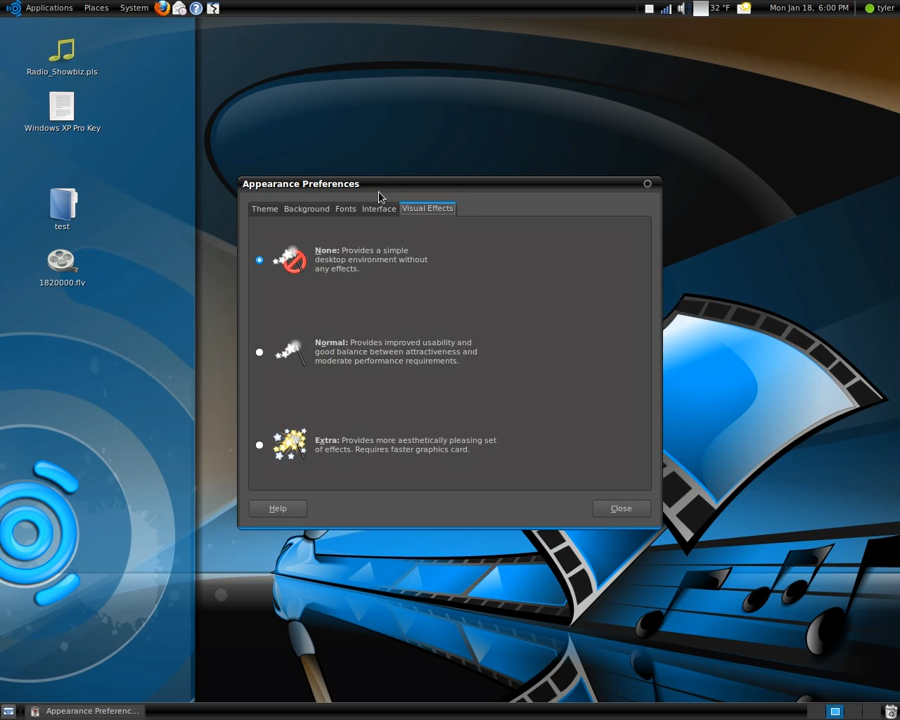 Applications Places System
32 °F
Mon Jan 18, 6:00 PM
tyler
Radio_Showbiz.pls
Windows XP Pro Key
test
1820000.flv
Appearance Preferences
Theme Background Fonts Interface Visual Effects
None: Provides a simple
desktop environment without
any effects.
Normal: Provides improved usability and
good balance between attractiveness and
moderate performance requirements.
Extra: Provides more aesthetically pleasing set
of effects. Requires faster graphics card.
Help
Close
Appearance Preferenc...